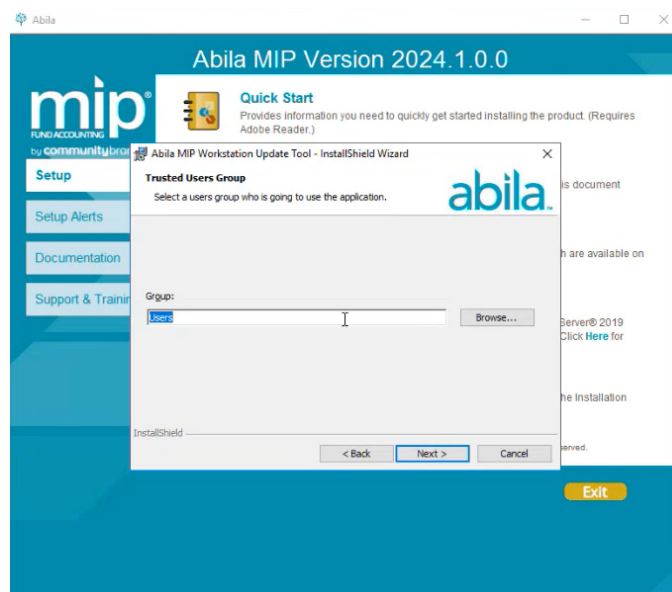 Abila
Abila MIP Version 2024.1.0.0
mip®
FUND ACCOUNTING
by community
Quick Start
Provides information you need to quickly get started installing the product. (Requires
Adobe Reader.)
Setup
Setup Alerts
Documentation
Support &
Abila MIP Workstation Update Tool - InstallShield Wizard
Trusted Users Group
Select a users group who is going to use the application.
abila
Group:
Users
Browse...
InstallShield
< Back
Next >
Cancel
is document
h are available on
Server® 2019
Click Here for
he Installation
served.
Exit